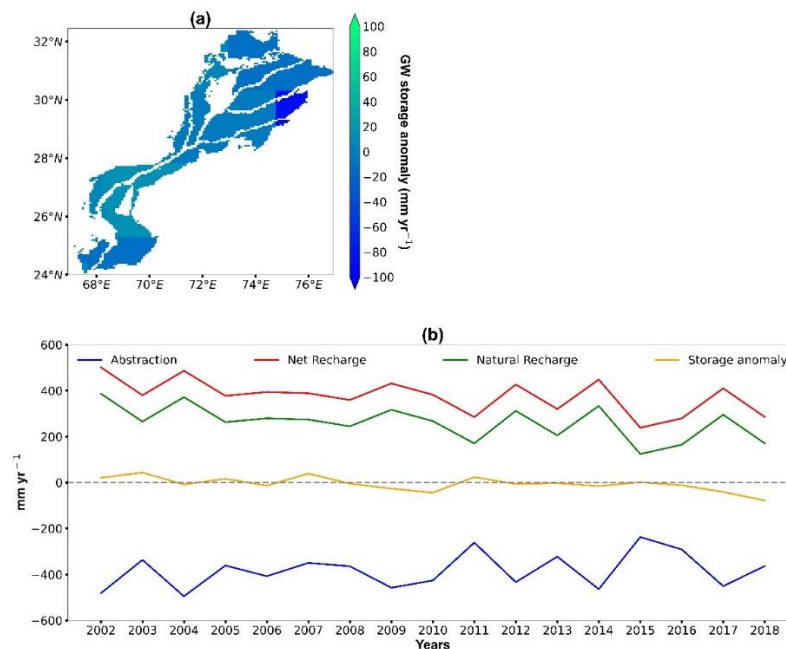 (a)
32°N
30°N
28°N
26°N
24°N
68°E 70°E 72°E 74°E 76°E
100
80
60
40
20
0
−20
−40
−60
−80
−100
GW storage anomaly (mm yr⁻¹)
(b)
Abstraction Net Recharge Natural Recharge Storage anomaly
600
400
200
0
−200
−400
−600
mm yr⁻¹
2002 2003 2004 2005 2006 2007 2008 2009 2010 2011 2012 2013 2014 2015 2016 2017 2018
Years